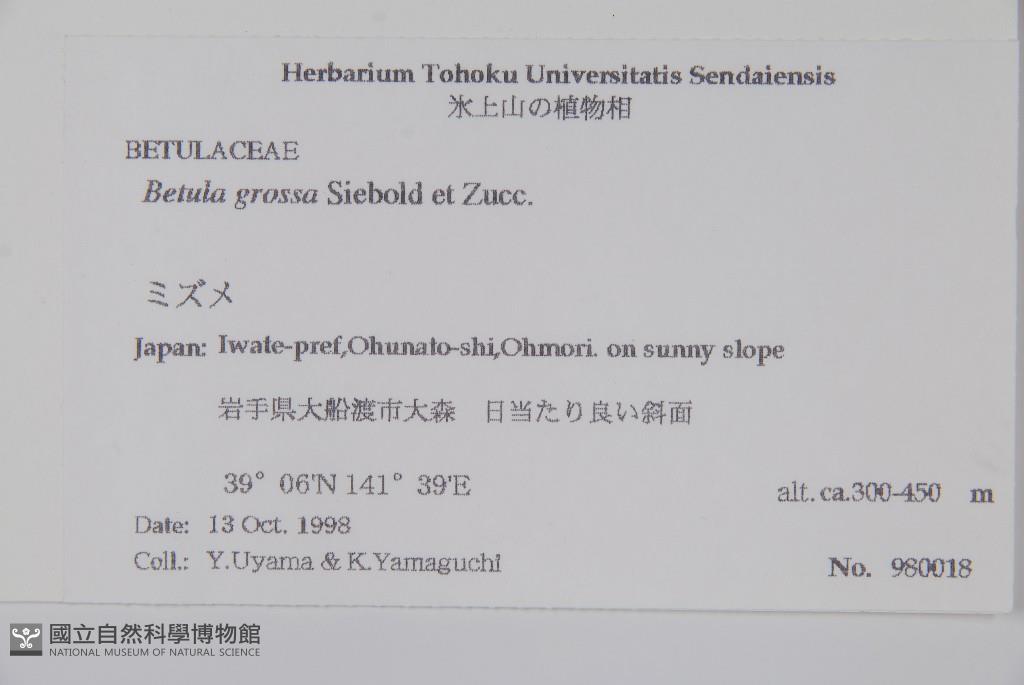 Herbarium Tohoku Universitatis Sendaiensis
氷上山の植物相
BETULACEAE
Betula grossa Siebold et Zucc.
ミズメ
Japan: Iwate-pref,Ohunato-shi,Ohmori. on sunny slope
岩手県大船渡市大森 日当たり良い斜面
39° 06'N 141° 39'E alt. ca.300-450 m
Date: 13 Oct. 1998
Coll.: Y.Uyama & K.Yamaguchi
No. 980018
國立自然科學博物館
NATIONAL MUSEUM OF NATURAL SCIENCE